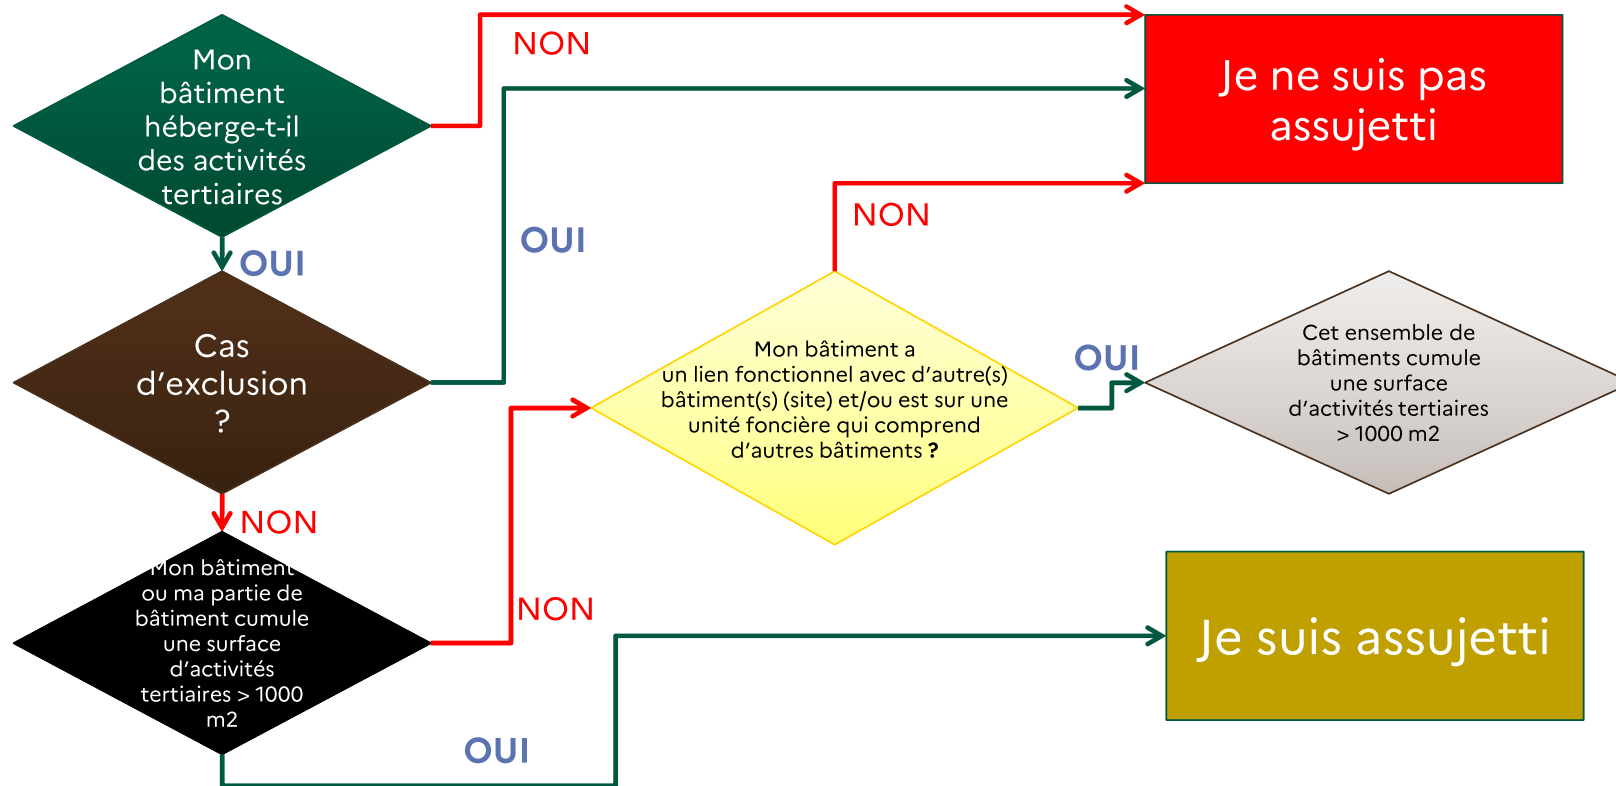 Mon
bâtiment
héberge-t-il
des activités
tertiaires
NON
Je ne suis pas
assujetti
OUI
OUI
NON
Cas
d’exclusion
?
Mon bâtiment a
un lien fonctionnel avec d’autre(s)
bâtiment(s) (site) et/ou est sur une
unité foncière qui comprend
d’autres bâtiments ?
OUI
Cet ensemble de
bâtiments cumule
une surface
d’activités tertiaires
> 1000 m2
NON
Mon bâtiment
ou ma partie de
bâtiment cumule
une surface
d’activités
tertiaires > 1000
m2
NON
OUI
Je suis assujetti